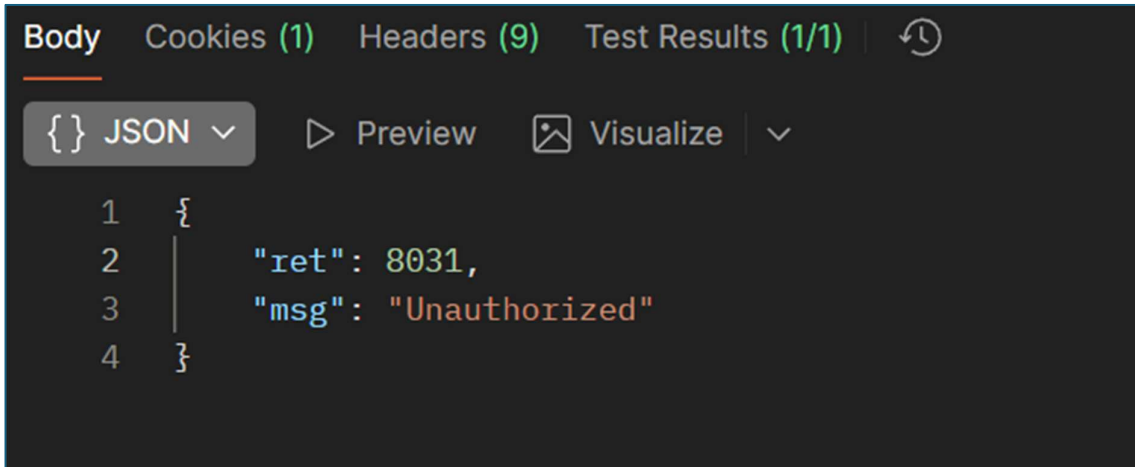 Body Cookies (1) Headers (9) Test Results (1/1)
{} JSON Preview Visualize
1 {
2 "ret": 8031,
3 "msg": "Unauthorized"
4 }